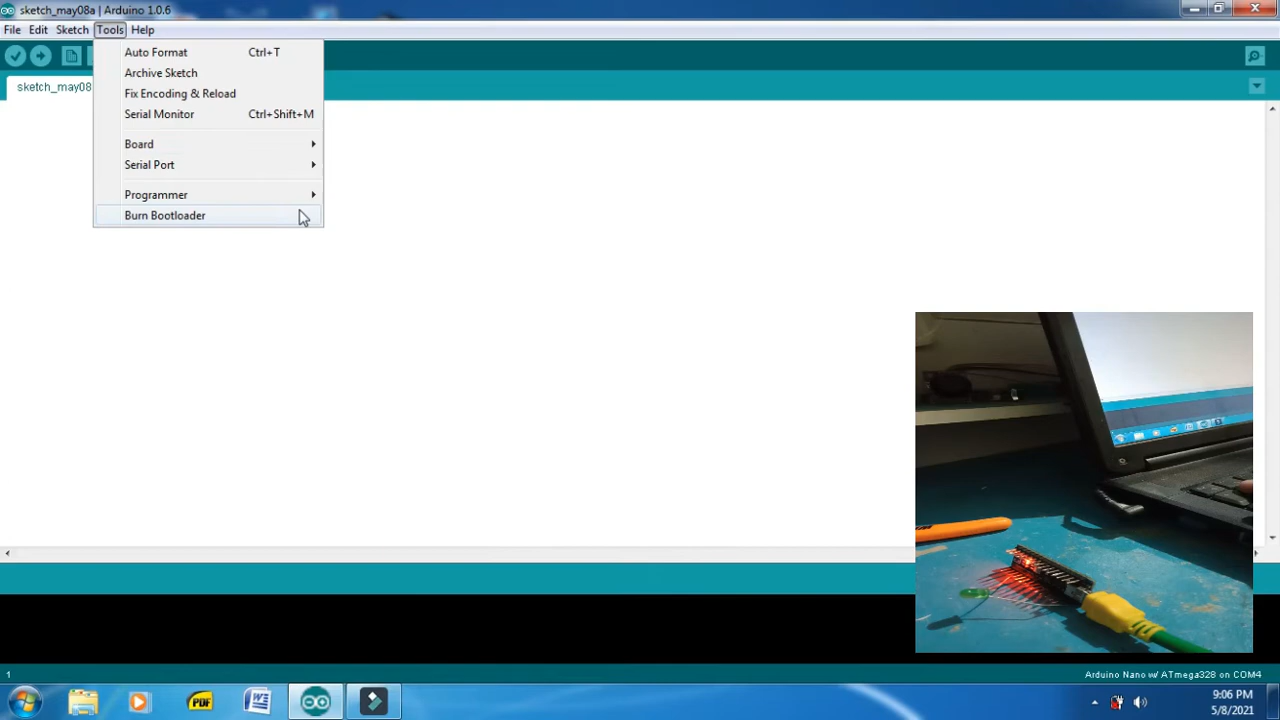 sketch_may08a | Arduino 1.0.6
File Edit Sketch Tools Help
Auto Format Ctrl+T
sketch_may08
Archive Sketch
Fix Encoding & Reload
Serial Monitor Ctrl+Shift+M
Board
Serial Port
Programmer
Burn Bootloader
1
Arduino Nano w/ ATmega328 on COM4
PDF
W
9:06 PM
5/8/2021